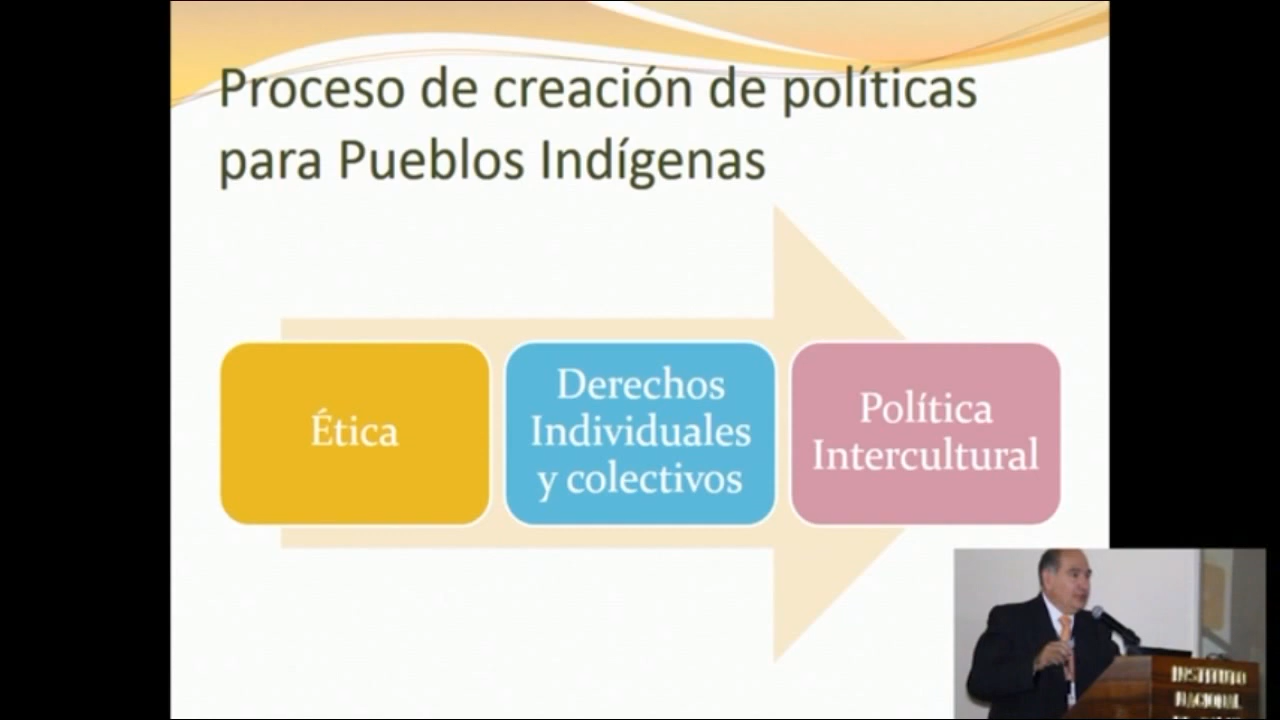 Proceso de creación de políticas
para Pueblos Indígenas
Ética
Derechos
Individuales
y colectivos
Política
Intercultural
INSTITUTO
NACIONAL